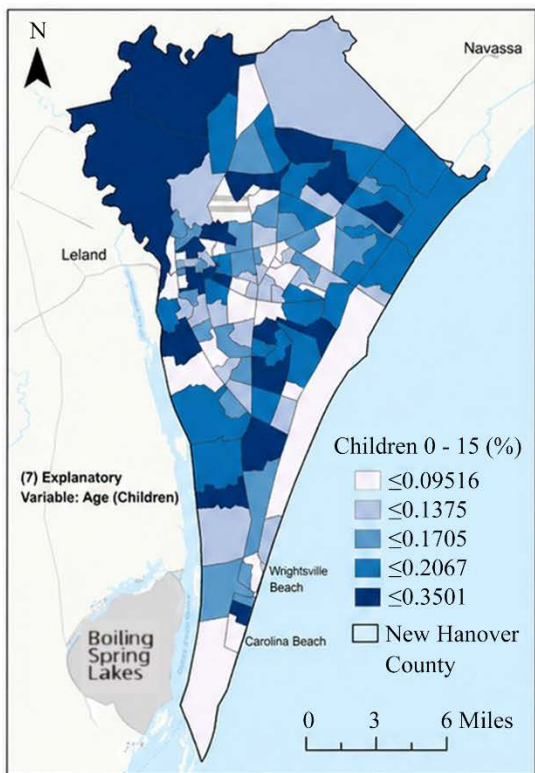 N
Navassa
Leland
Children 0 - 15 (%)
(7) Explanatory
Variable: Age (Children)
≤0.09516
≤0.1375
≤0.1705
≤0.2067
≤0.3501
New Hanover
County
Wrightsville
Beach
Carolina Beach
Boiling
Spring
Lakes
0 3 6 Miles